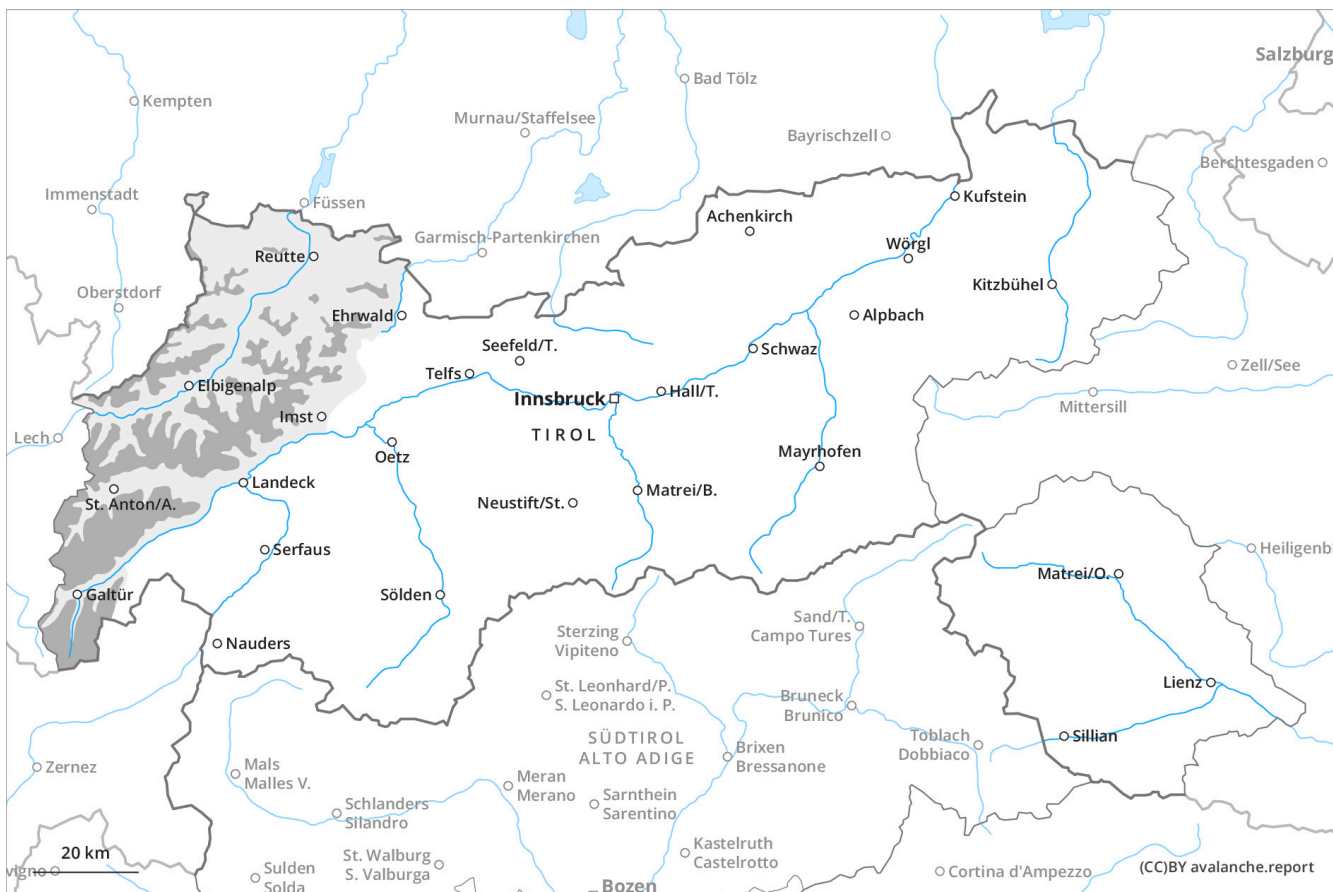 Salzburg
Bad Tölz
Kempten
Murnau/Staffelsee
Bayrischzell
Berchtesgaden
Immenstadt
Füssen
Kufstein
Achenkirch
Garmisch-Partenkirchen
Wörgl
Reutte
Kitzbühel
Oberstdorf
Ehrwald
Alpbach
Seefeld/T.
Schwaz
Zell/See
Telfs
Elbigenalp
Hall/T.
Innsbruck
Mittersill
Imst
TIROL
Lech
Oetz
Mayrhofen
Landeck
Matrei/B.
St. Anton/A.
Neustift/St.
Serfaus
Heiligenb
Matrei/O.
Galtür
Sölden
Sand/T.
Campo Tures
Sterzing
Vipiteno
Nauders
Lienz
St. Leonhard/P.
S. Leonardo i. P.
Bruneck
Brunico
SÜDTIROL
ALTO ADIGE
Sillian
Toblach
Dobbiaco
Brixen
Bressanone
Zernez
Mals
Malles V.
Meran
Merano
Sarnthein
Sarentino
Schlanders
Silandro
Kastelruth
Castelrotto
20 km
St. Walburg
S. Valburga
vigno
Cortina d'Ampezzo
(CC)BY avalanche.report
Sulden
Solda
Bozen